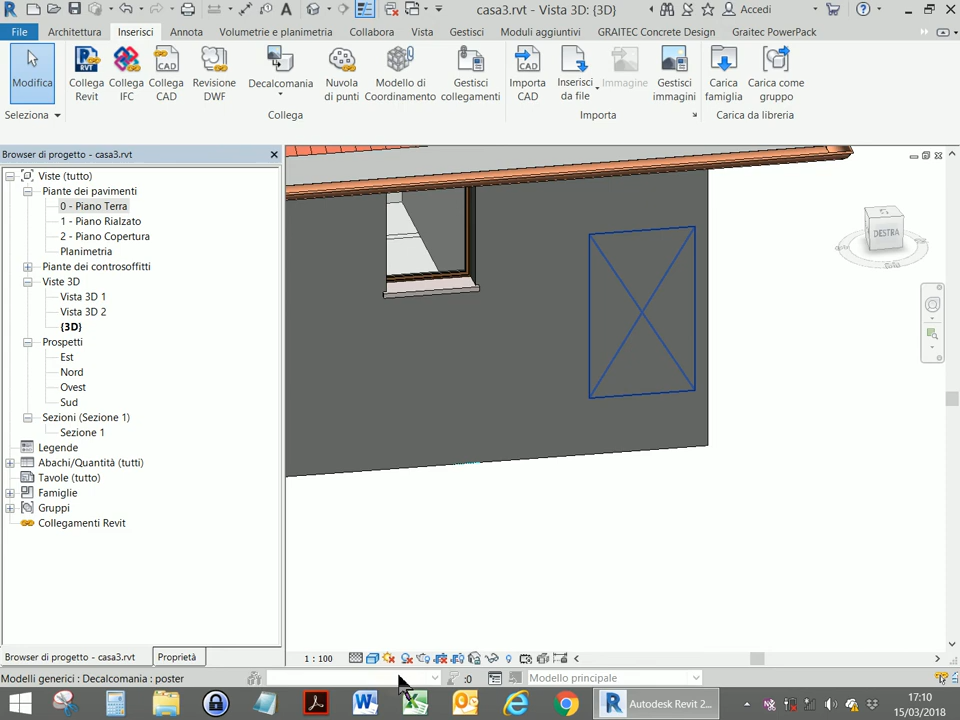 casa3.rvt - Vista 3D: {3D}
Accedi
File
Architettura
Inserisci
Annota
Volumetrie e planimetria
Collabora
Vista
Gestisci
Moduli aggiuntivi
GRAITEC Concrete Design
Graitec PowerPack
Modifica
Collega
Revit
Collega
IFC
Collega
CAD
Revisione
DWF
Decalcomania
Nuvola
di punti
Modello di
Coordinamento
Gestisci
collegamenti
Importa
CAD
Inserisci
da file
Immagine
Gestisci
immagini
Carica
famiglia
Carica come
gruppo
Seleziona
Collega
Importa
Carica da libreria
Browser di progetto - casa3.rvt
Viste (tutto)
Piante dei pavimenti
0 - Piano Terra
1 - Piano Rialzato
2 - Piano Copertura
Planimetria
Piante dei controsoffitti
Viste 3D
Vista 3D 1
Vista 3D 2
{3D}
Prospetti
Est
Nord
Ovest
Sud
Sezioni (Sezione 1)
Sezione 1
Legende
Abachi/Quantità (tutti)
Tavole (tutto)
Famiglie
Gruppi
Collegamenti Revit
DESTRA
Browser di progetto - casa3.rvt
Proprietà
1 : 100
Modelli generici : Decalcomania : poster
:0
Modello principale
Autodesk Revit 2...
17:10
15/03/2018